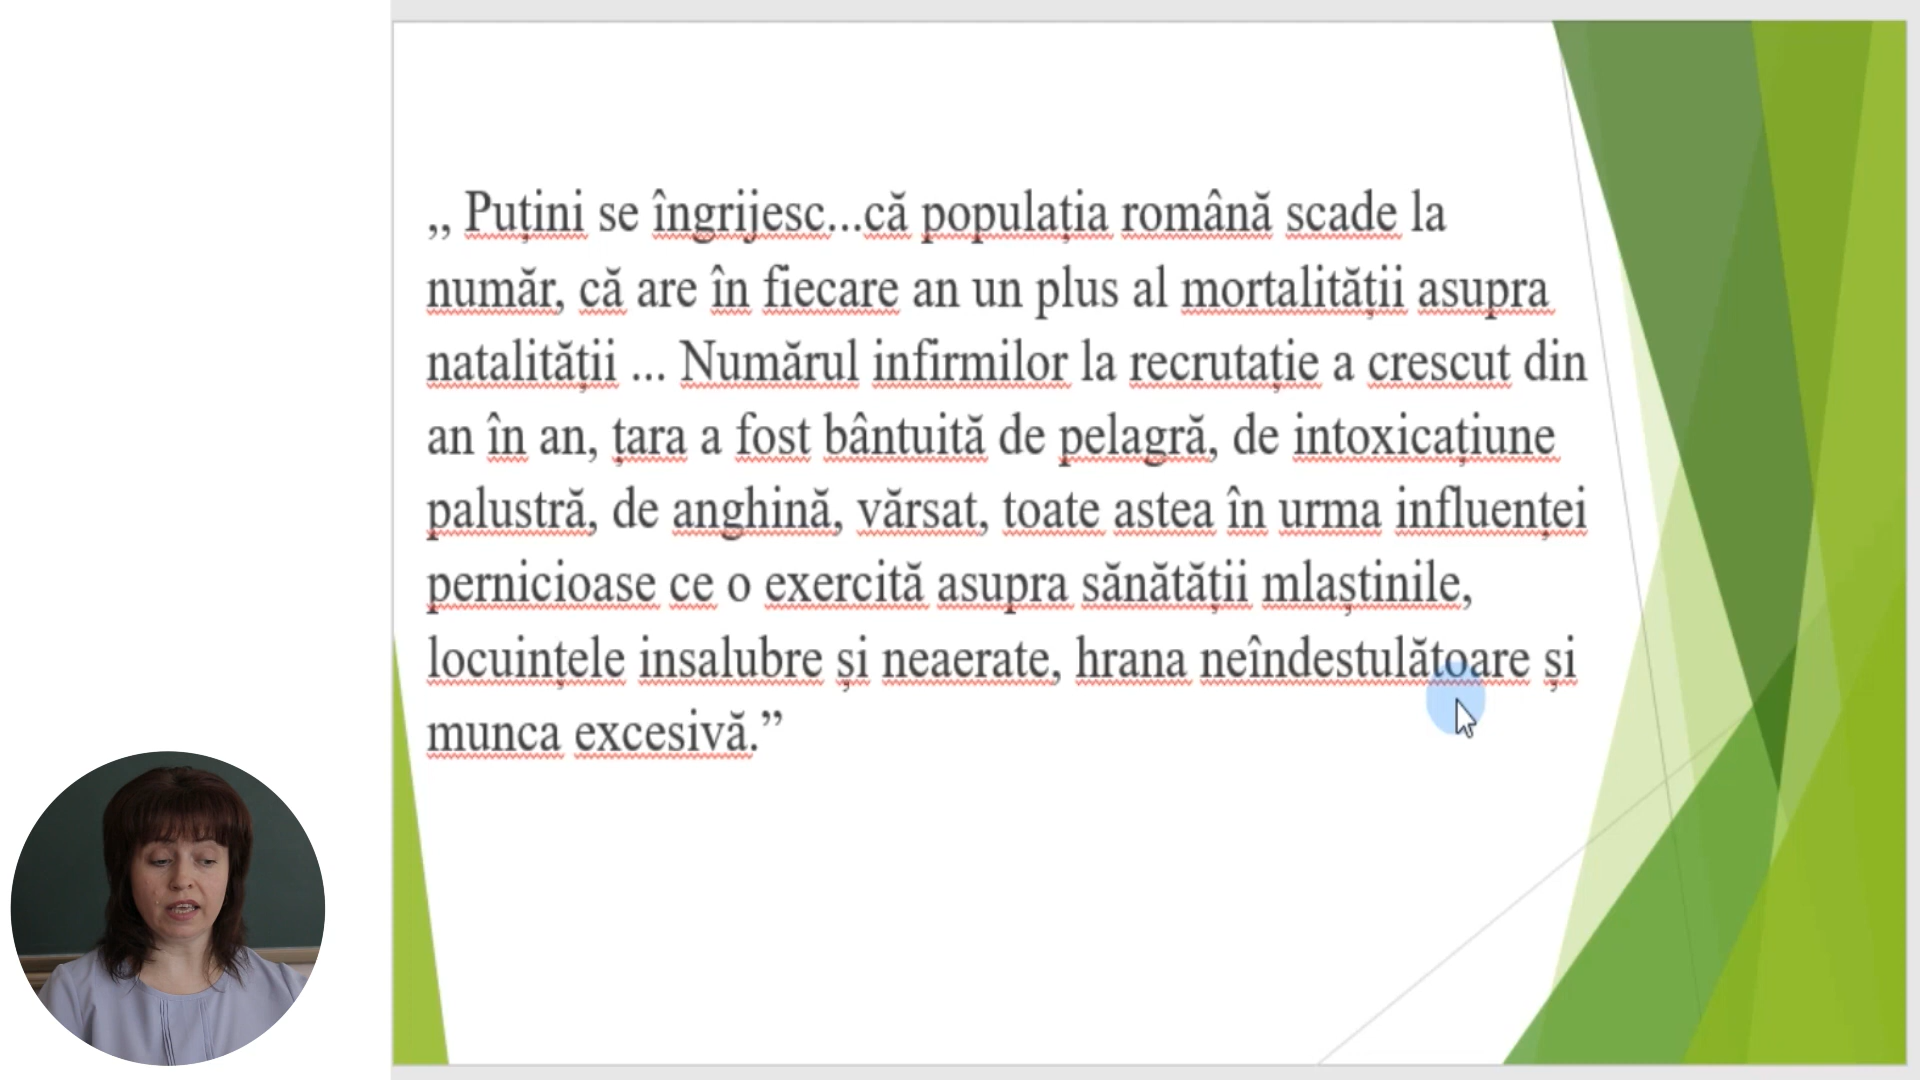 ,, Puțini se îngrijesc...că populația română scade la
număr, că are în fiecare an un plus al mortalității asupra
natalității ... Numărul infirmilor la recrutație a crescut din
an în an, țara a fost bântuită de pelagră, de intoxicațiune
palustră, de anghină, vărsat, toate astea în urma influenței
pernicioase ce o exercită asupra sănătății mlaștinile,
locuințele insalubre și neaerate, hrana neîndestulătoare și
munca excesivă.”